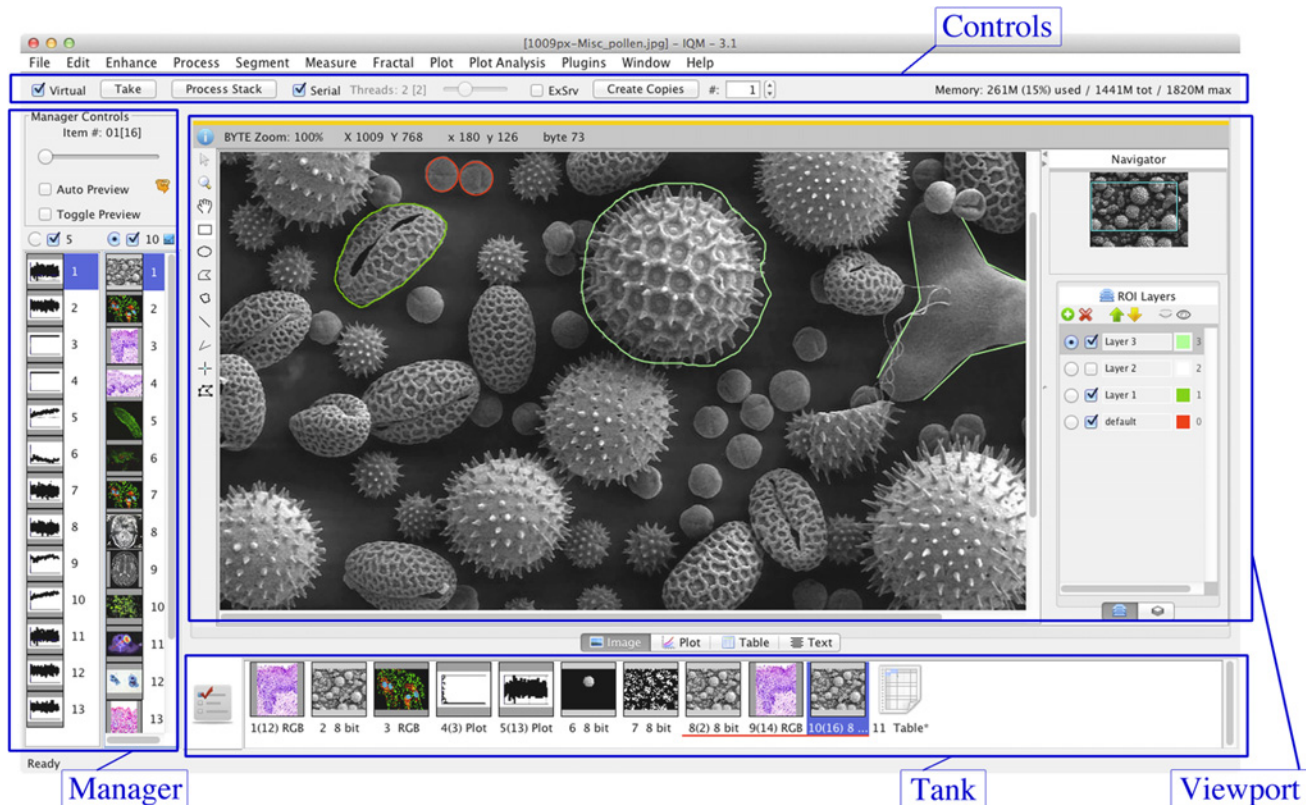 Controls
[1009px-Misc_pollen.jpg] - IQM - 3.1
File Edit Enhance Process Segment Measure Fractal Plot Plot Analysis Plugins Window Help
Virtual Take Process Stack Serial Threads: 2 [2] ExSrv Create Copies #: 1 Memory: 261M (15%) used / 1441M tot / 1820M max
Manager Controls
Item #: 01[16]
Auto Preview
Toggle Preview
5 10
1 1
2 2
3 3
4 4
5 5
6 6
7 7
8 8
9 9
10 10
11 11
12 12
13 13
BYTE Zoom: 100% X 1009 Y 768 x 180 y 126 byte 73
Navigator
ROI Layers
Layer 3 3
Layer 2 2
Layer 1 1
default 0
Image Plot Table Text
1(12) RGB 2 8 bit 3 RGB 4(3) Plot 5(13) Plot 6 8 bit 7 8 bit 8(2) 8 bit 9(14) RGB 10(16) 8 ... 11 Table*
Ready
Manager
Tank
Viewport